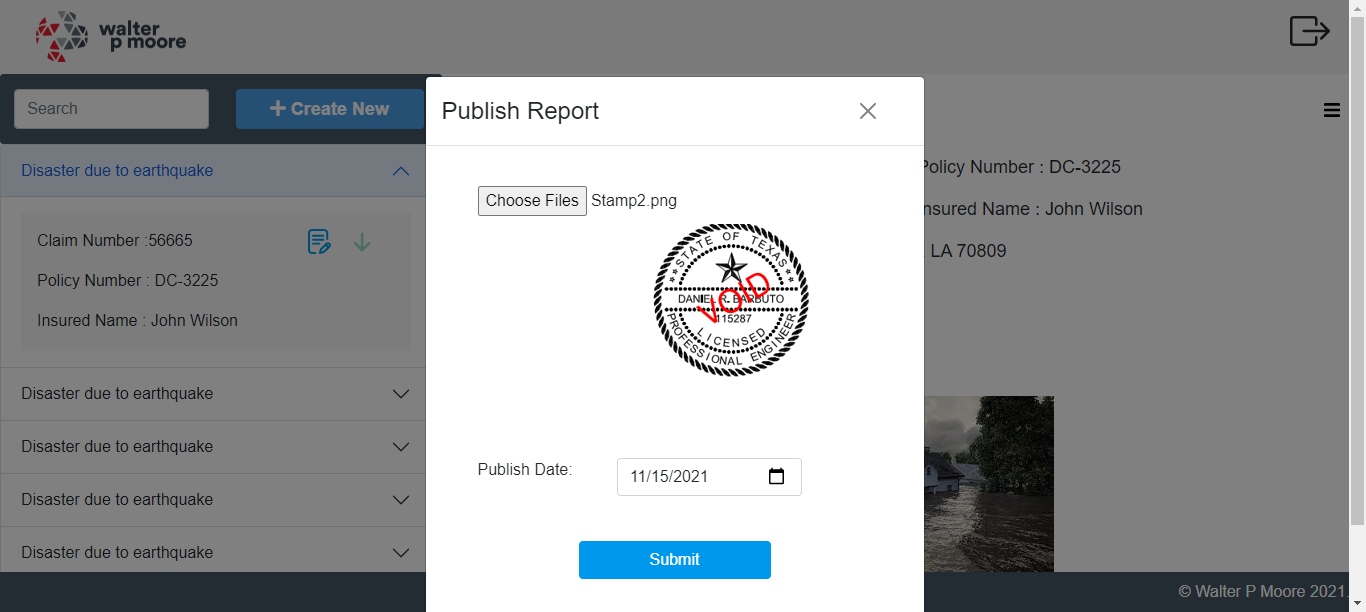 walter
p moore
Search
Create New
Disaster due to earthquake
Claim Number :56665
Policy Number : DC-3225
Insured Name : John Wilson
Disaster due to earthquake
Disaster due to earthquake
Disaster due to earthquake
Disaster due to earthquake
Publish Report
Choose Files Stamp2.png
STATE OF TEXAS
DANIEL R. BARBUTO
115287
LICENSED
PROFESSIONAL ENGINEER
VOID
Publish Date:
11/15/2021
Submit
Policy Number : DC-3225
nsured Name : John Wilson
LA 70809
© Walter P Moore 2021.